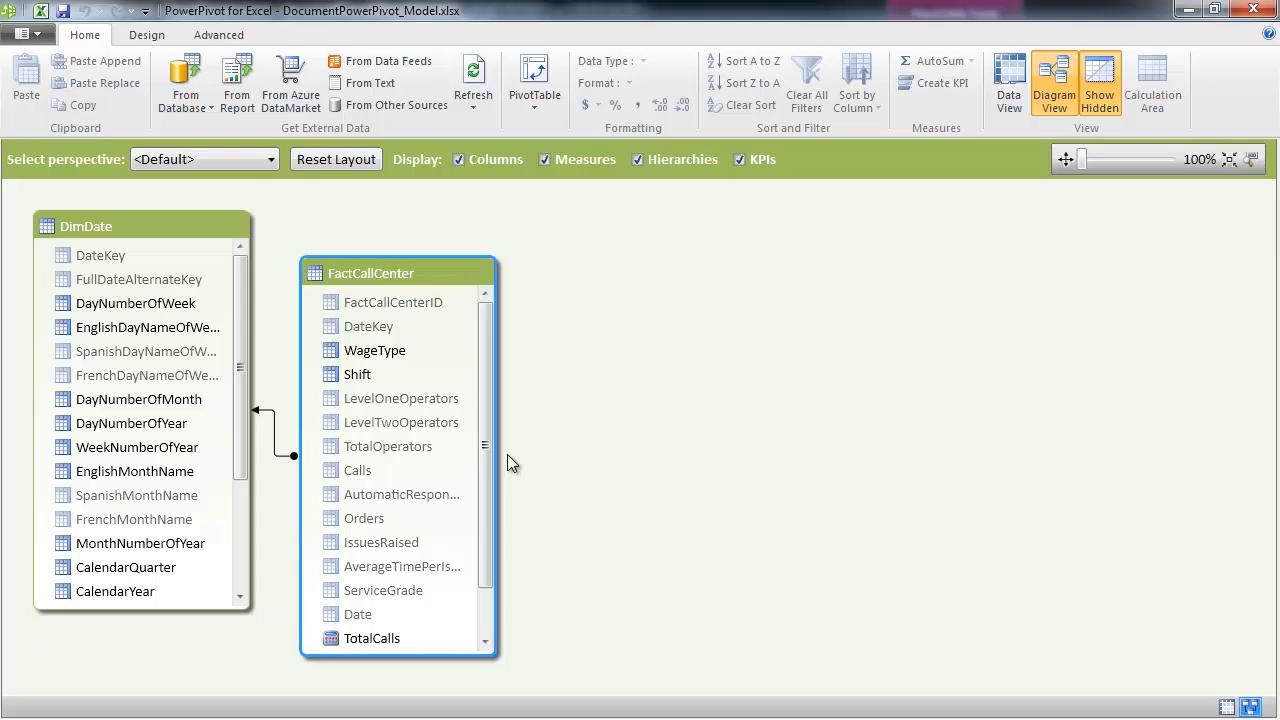 PowerPivot for Excel - DocumentPowerPivot_Model.xlsx
Home Design Advanced
Paste
Paste Append
Paste Replace
Copy
Clipboard
From Database
From Report
From Azure DataMarket
From Data Feeds
From Text
From Other Sources
Get External Data
Refresh
PivotTable
Data Type :
Format :
$ % ,
Formatting
Sort A to Z
Sort Z to A
Clear Sort
Clear All Filters
Sort by Column
Sort and Filter
AutoSum
Create KPI
Measures
Data View
Diagram View
Show Hidden
Calculation Area
View
Select perspective: <Default> Reset Layout Display: Columns Measures Hierarchies KPIs 100%
DimDate
DateKey
FullDateAlternateKey
DayNumberOfWeek
EnglishDayNameOfWe...
SpanishDayNameOfW...
FrenchDayNameOfWe...
DayNumberOfMonth
DayNumberOfYear
WeekNumberOfYear
EnglishMonthName
SpanishMonthName
FrenchMonthName
MonthNumberOfYear
CalendarQuarter
CalendarYear
FactCallCenter
FactCallCenterID
DateKey
WageType
Shift
LevelOneOperators
LevelTwoOperators
TotalOperators
Calls
AutomaticRespon...
Orders
IssuesRaised
AverageTimePerIs...
ServiceGrade
Date
TotalCalls